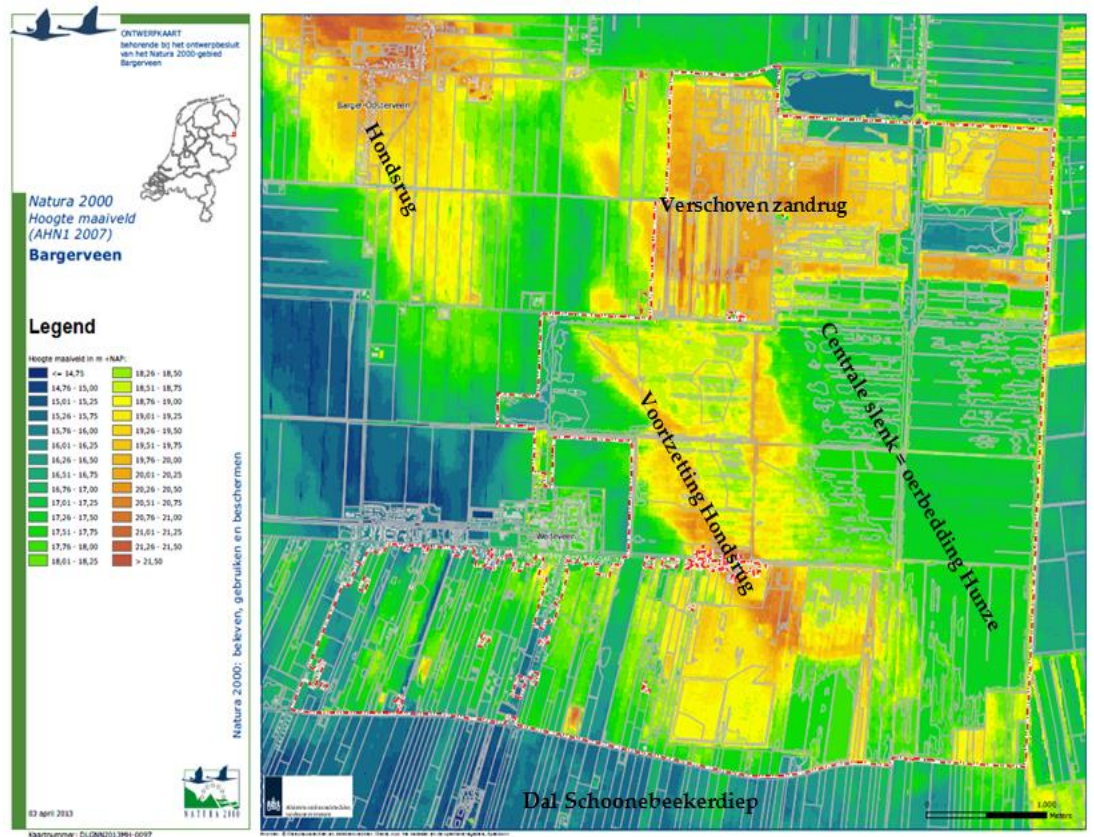 ONTWERPKAART
behorende bij het ontwerpbesluit
van het Natura 2000-gebied
Bargerveen
Natura 2000
Hoogte maaiveld
(AHN1 2007)
Bargerveen
Legend
Hoogte maaiveld in m +NAP:
<= 14,75
14,76 - 15,00
15,01 - 15,25
15,26 - 15,75
15,76 - 16,00
16,01 - 16,25
16,26 - 16,50
16,51 - 16,75
16,76 - 17,00
17,01 - 17,25
17,26 - 17,50
17,51 - 17,75
17,76 - 18,00
18,01 - 18,25
18,26 - 18,50
18,51 - 18,75
18,76 - 19,00
19,01 - 19,25
19,26 - 19,50
19,51 - 19,75
19,76 - 20,00
20,01 - 20,25
20,26 - 20,50
20,51 - 20,75
20,76 - 21,00
21,01 - 21,25
21,26 - 21,50
> 21,50
Natura 2000: beleven, gebruiken en beschermen
NATURA 2000
03 april 2013
Kaartnummer: DLGNN2013MH-0097
Barger-Oosterveen
Hondsrug
Verschoven zandrug
Centrale slenk = oerbedding Hunze
Voortzetting Hondsrug
Weiteveen
Dal Schoonebeekerdiep
0
1.000
Meters